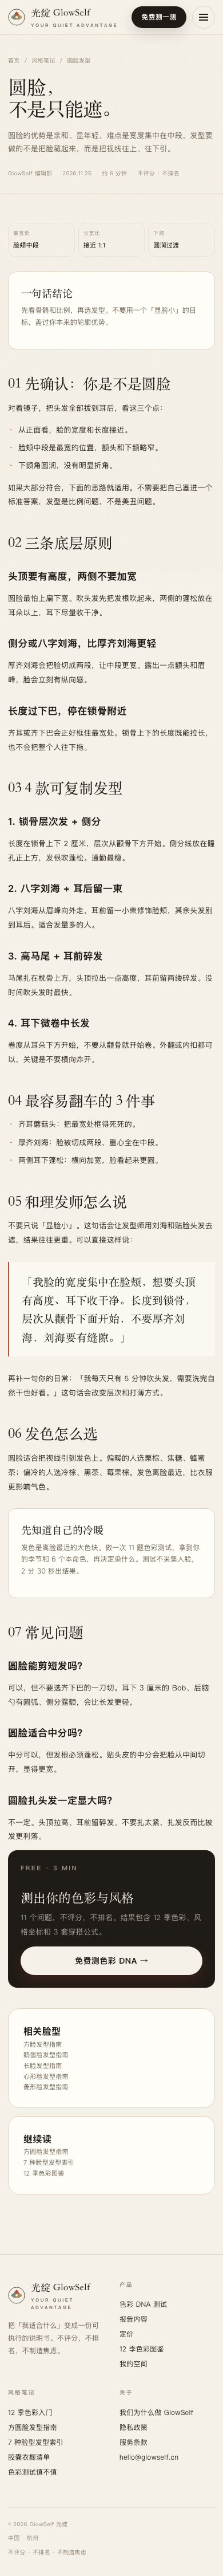 光绽 GlowSelf
YOUR QUIET ADVANTAGE
免费测一测
首页 / 风格笔记 / 圆脸发型
圆脸，
不是只能遮。
圆脸的优势是亲和、显年轻，难点是宽度集中在中段。发型要
做的不是把脸藏起来，而是把视线往上、往下引。
GlowSelf 编辑部 2026.11.25 约 6 分钟 不评分 · 不排名
最宽处
脸颊中段
长宽比
接近 1:1
下颌
圆润过渡
一句话结论
先看骨骼和比例，再选发型。不要用一个「显脸小」的目
标，盖过你本来的轮廓优势。
01 先确认：你是不是圆脸
对着镜子，把头发全部拨到耳后，看这三个点：
· 从正面看，脸的宽度和长度接近。
· 脸颊中段是最宽的位置，额头和下颌略窄。
· 下颌角圆润，没有明显折角。
如果大部分符合，下面的思路就适用。不需要把自己塞进一个
标准答案，发型是比例问题，不是美丑问题。
02 三条底层原则
头顶要有高度，两侧不要加宽
圆脸最怕上扁下宽。吹头发先把发根吹起来，两侧的蓬松放在
耳朵以上，耳下尽量收干净。
侧分或八字刘海，比厚齐刘海更轻
厚齐刘海会把脸切成两段，让中段更宽。露出一点额头和眉
峰，脸会立刻有纵向感。
长度过下巴，停在锁骨附近
齐耳或齐下巴会正好框住最宽处。锁骨上下的长度既能拉长，
也不会把整个人往下拖。
03 4 款可复制发型
1. 锁骨层次发 + 侧分
长度在锁骨上下 2 厘米，层次从颧骨下方开始。侧分线放在瞳
孔正上方，发根吹蓬松。通勤最稳。
2. 八字刘海 + 耳后留一束
八字刘海从眉峰向外走，耳前留一小束修饰脸颊，其余头发别
到耳后。适合发量多的人。
3. 高马尾 + 耳前碎发
马尾扎在枕骨上方，头顶拉出一点高度，耳前留两缕碎发。没
时间吹头发时最快。
4. 耳下微卷中长发
卷度从耳朵下方开始，不要从颧骨就开始卷。外翻或内扣都可
以，关键是不要横向炸开。
04 最容易翻车的 3 件事
· 齐耳蘑菇头：把最宽处框得死死的。
· 厚齐刘海：脸被切成两段，重心全在中段。
· 两侧耳下蓬松：横向加宽，脸看起来更圆。
05 和理发师怎么说
不要只说「显脸小」。这句话会让发型师用刘海和贴脸头发去
遮，结果往往更重。可以直接这样说：
「我脸的宽度集中在脸颊，想要头顶
有高度、耳下收干净。长度到锁骨，
层次从颧骨下面开始，不要厚齐刘
海、刘海要有缝隙。」
再补一句你的日常：「我每天只有 5 分钟吹头发，需要洗完自
然干也好看。」这句话会改变层次和打薄方式。
06 发色怎么选
圆脸适合把视线引到发色上。偏暖的人选栗棕、焦糖、蜂蜜
茶；偏冷的人选冷棕、黑茶、莓果棕。发色离脸最近，比衣服
更影响气色。
先知道自己的冷暖
发色是离脸最近的大色块。做一次 11 题色彩测试，拿到你
的季节和 6 个本命色，再决定染什么。测试不采集人脸，
2 分 30 秒出结果。
07 常见问题
圆脸能剪短发吗？
可以，但不要选齐下巴的一刀切。耳下 3 厘米的 Bob、后脑
勺有圆弧、侧分露额，会比长发更轻。
圆脸适合中分吗？
中分可以，但发根必须蓬松。贴头皮的中分会把脸从中间切
开，显得更宽。
圆脸扎头发一定显大吗？
不一定。头顶拉高、耳前留碎发、不要扎太紧，扎发反而比披
发更利落。
FREE · 3 MIN
测出你的色彩与风格
11 个问题，不评分，不排名。结果包含 12 季色彩、风
格坐标和 3 套穿搭公式。
免费测色彩 DNA →
相关脸型
方脸发型指南
鹅蛋脸发型指南
长脸发型指南
心形脸发型指南
菱形脸发型指南
继续读
方圆脸发型指南
7 种脸型发型索引
12 季色彩图鉴
光绽 GlowSelf
YOUR QUIET
ADVANTAGE
把「我适合什么」变成一份可
执行的说明书。不评分，不排
名，不制造焦虑。
产品
色彩 DNA 测试
报告内容
定价
12 季色彩图鉴
我的空间
风格笔记
12 季色彩入门
方圆脸发型指南
7 种脸型发型索引
胶囊衣橱清单
色彩测试值不值
关于
我们为什么做 GlowSelf
隐私政策
服务条款
hello@glowself.cn
© 2026 GlowSelf 光绽
中国 · 杭州
不评分 · 不排名 · 不制造焦虑